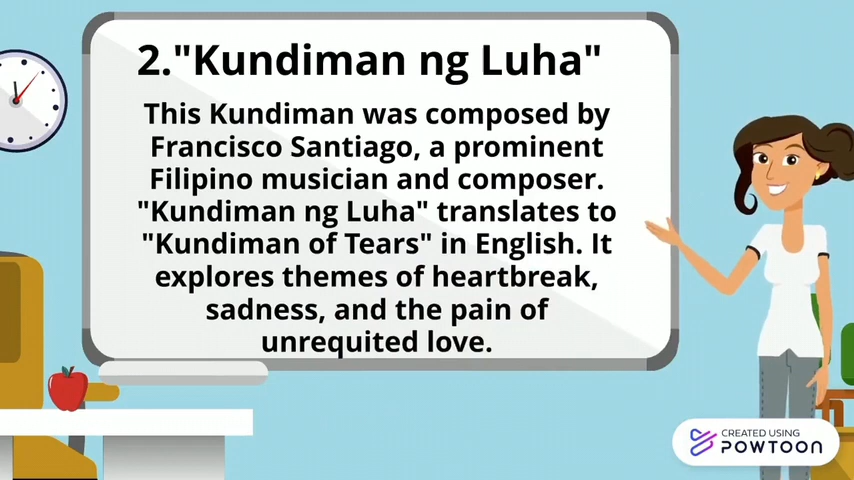 2."Kundiman ng Luha"
This Kundiman was composed by
Francisco Santiago, a prominent
Filipino musician and composer.
"Kundiman ng Luha" translates to
"Kundiman of Tears" in English. It
explores themes of heartbreak,
sadness, and the pain of
unrequited love.
CREATED USING
POWTOON